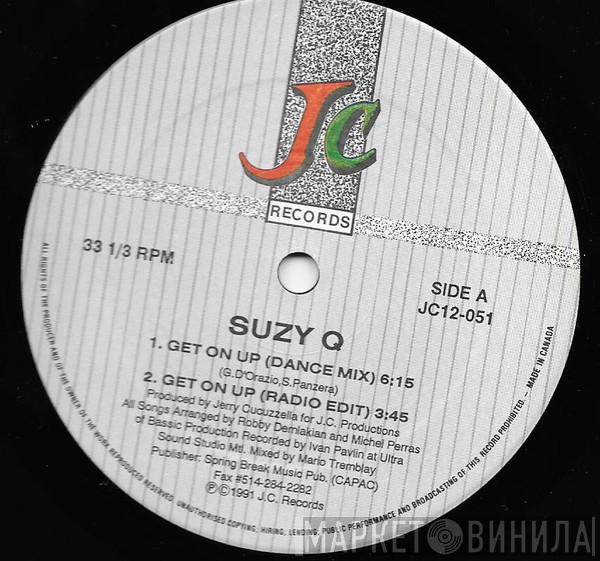 JC
RECORDS
33 1/3 RPM
SIDE A
JC12-051
SUZY Q
1. GET ON UP (DANCE MIX) 6:15
(G.D'Orazio,S.Panzera)
2. GET ON UP (RADIO EDIT) 3:45
Produced by Jerry Cucuzzella for J.C. Productions
All Songs Arranged by Robby Demlakian and Michel Perras
of Bassic Production Recorded by Ivan Pavlin at Ultra
Sound Studio Mtl. Mixed by Mario Tremblay
Publisher: Spring Break Music Pub. (CAPAC)
Fax #514-284-2282
℗©1991 J.C. Records
ALL RIGHTS OF THE PRODUCER AND OF THE OWNER OF THE WORK REPRODUCED RESERVED. UNAUTHORISED COPYING, HIRING, LENDING, PUBLIC PERFORMANCE AND BROADCASTING OF THIS RECORD PROHIBITED. – MADE IN CANADA
МАРКЕТ ВИНИЛА